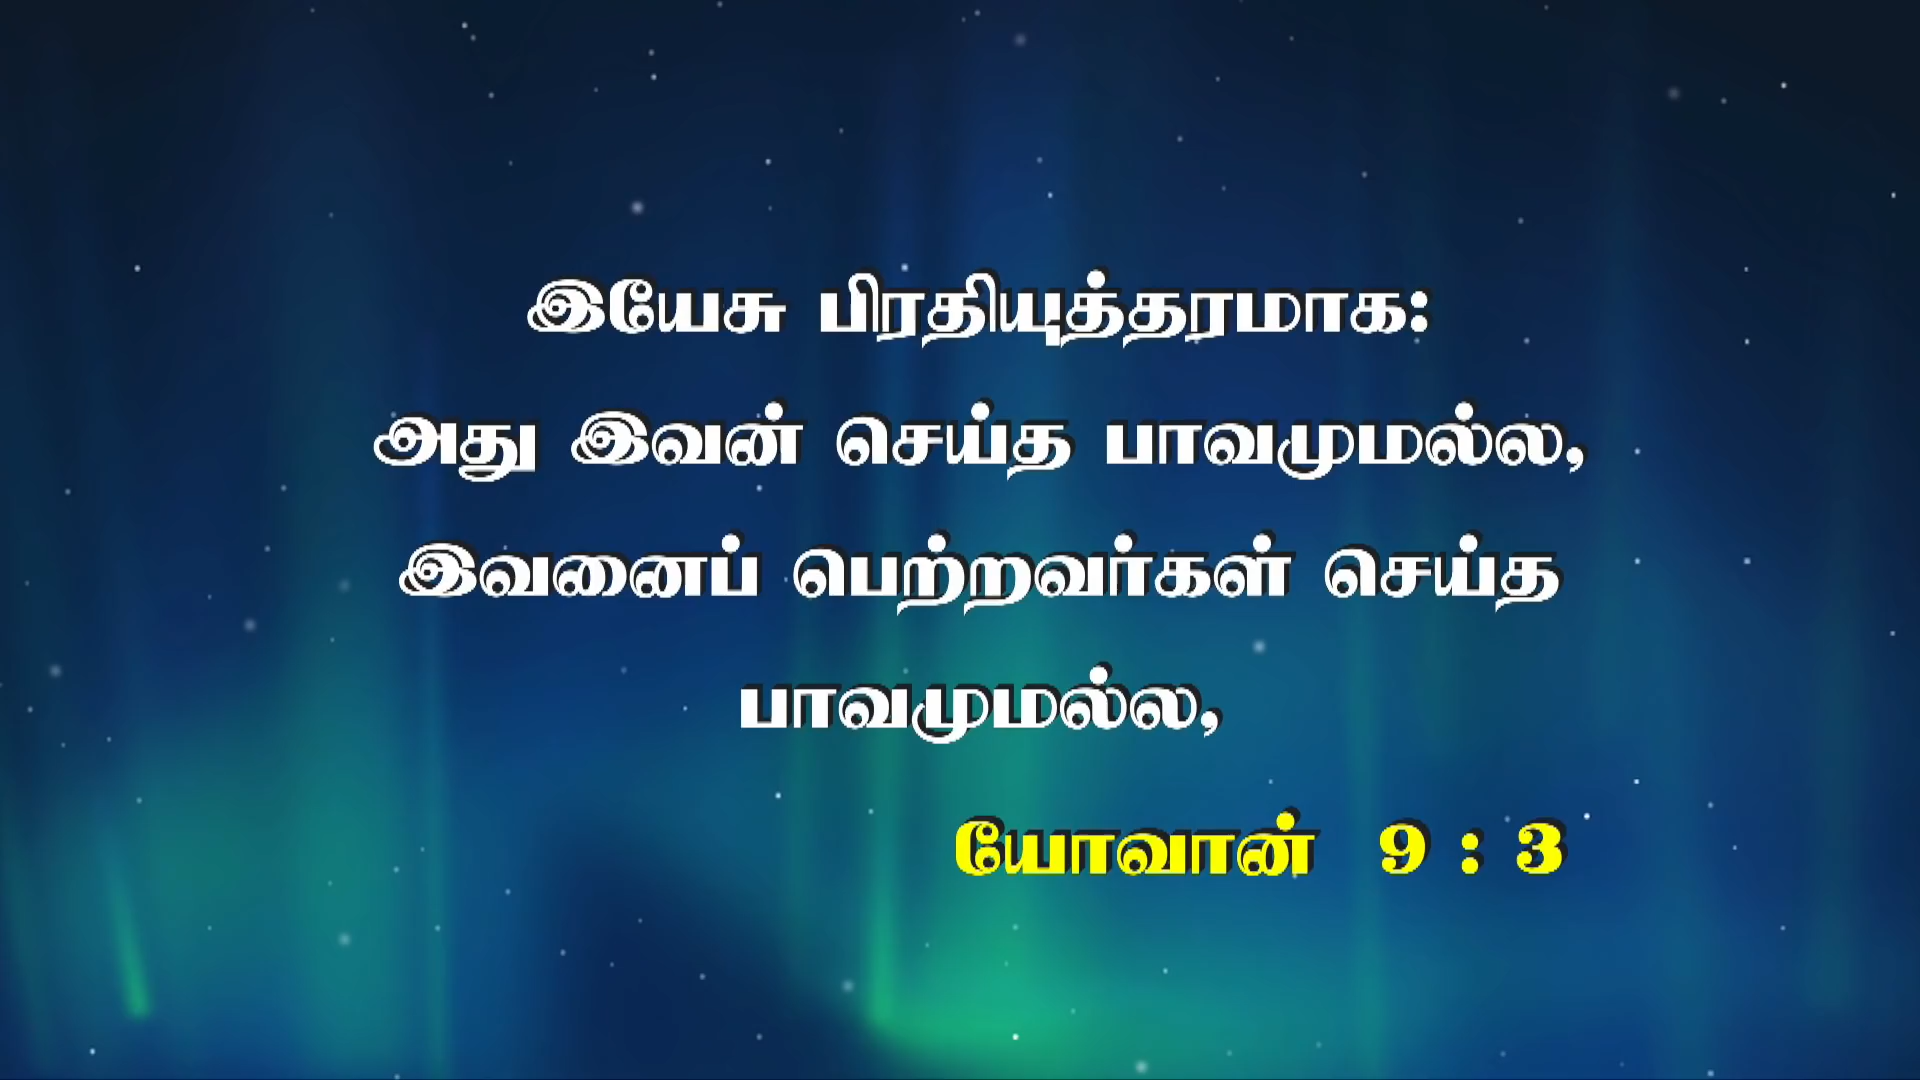 இயேசு பிரதியுத்தரமாக:
அது இவன் செய்த பாவமுமல்ல,
இவனைப் பெற்றவர்கள் செய்த
பாவமுமல்ல,
யோவான் 9 : 3